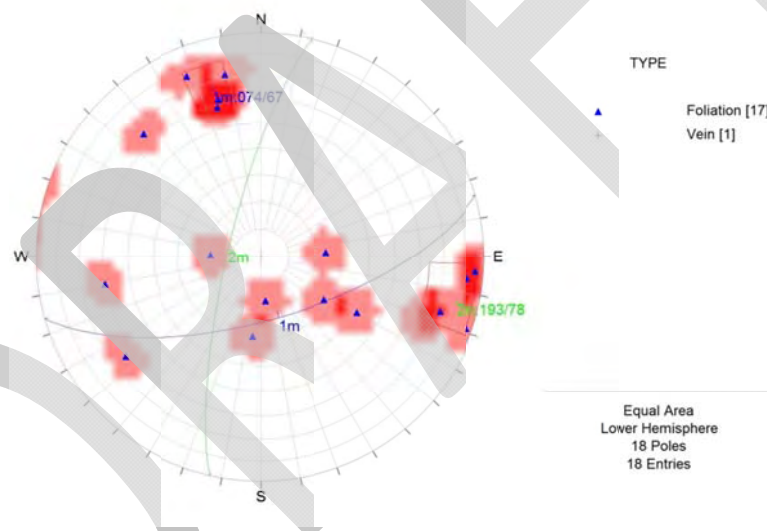 N
TYPE
1m,074/67
Foliation [17]
Vein [1]
W
2m
E
193/78
1m
Equal Area
Lower Hemisphere
18 Poles
18 Entries
S